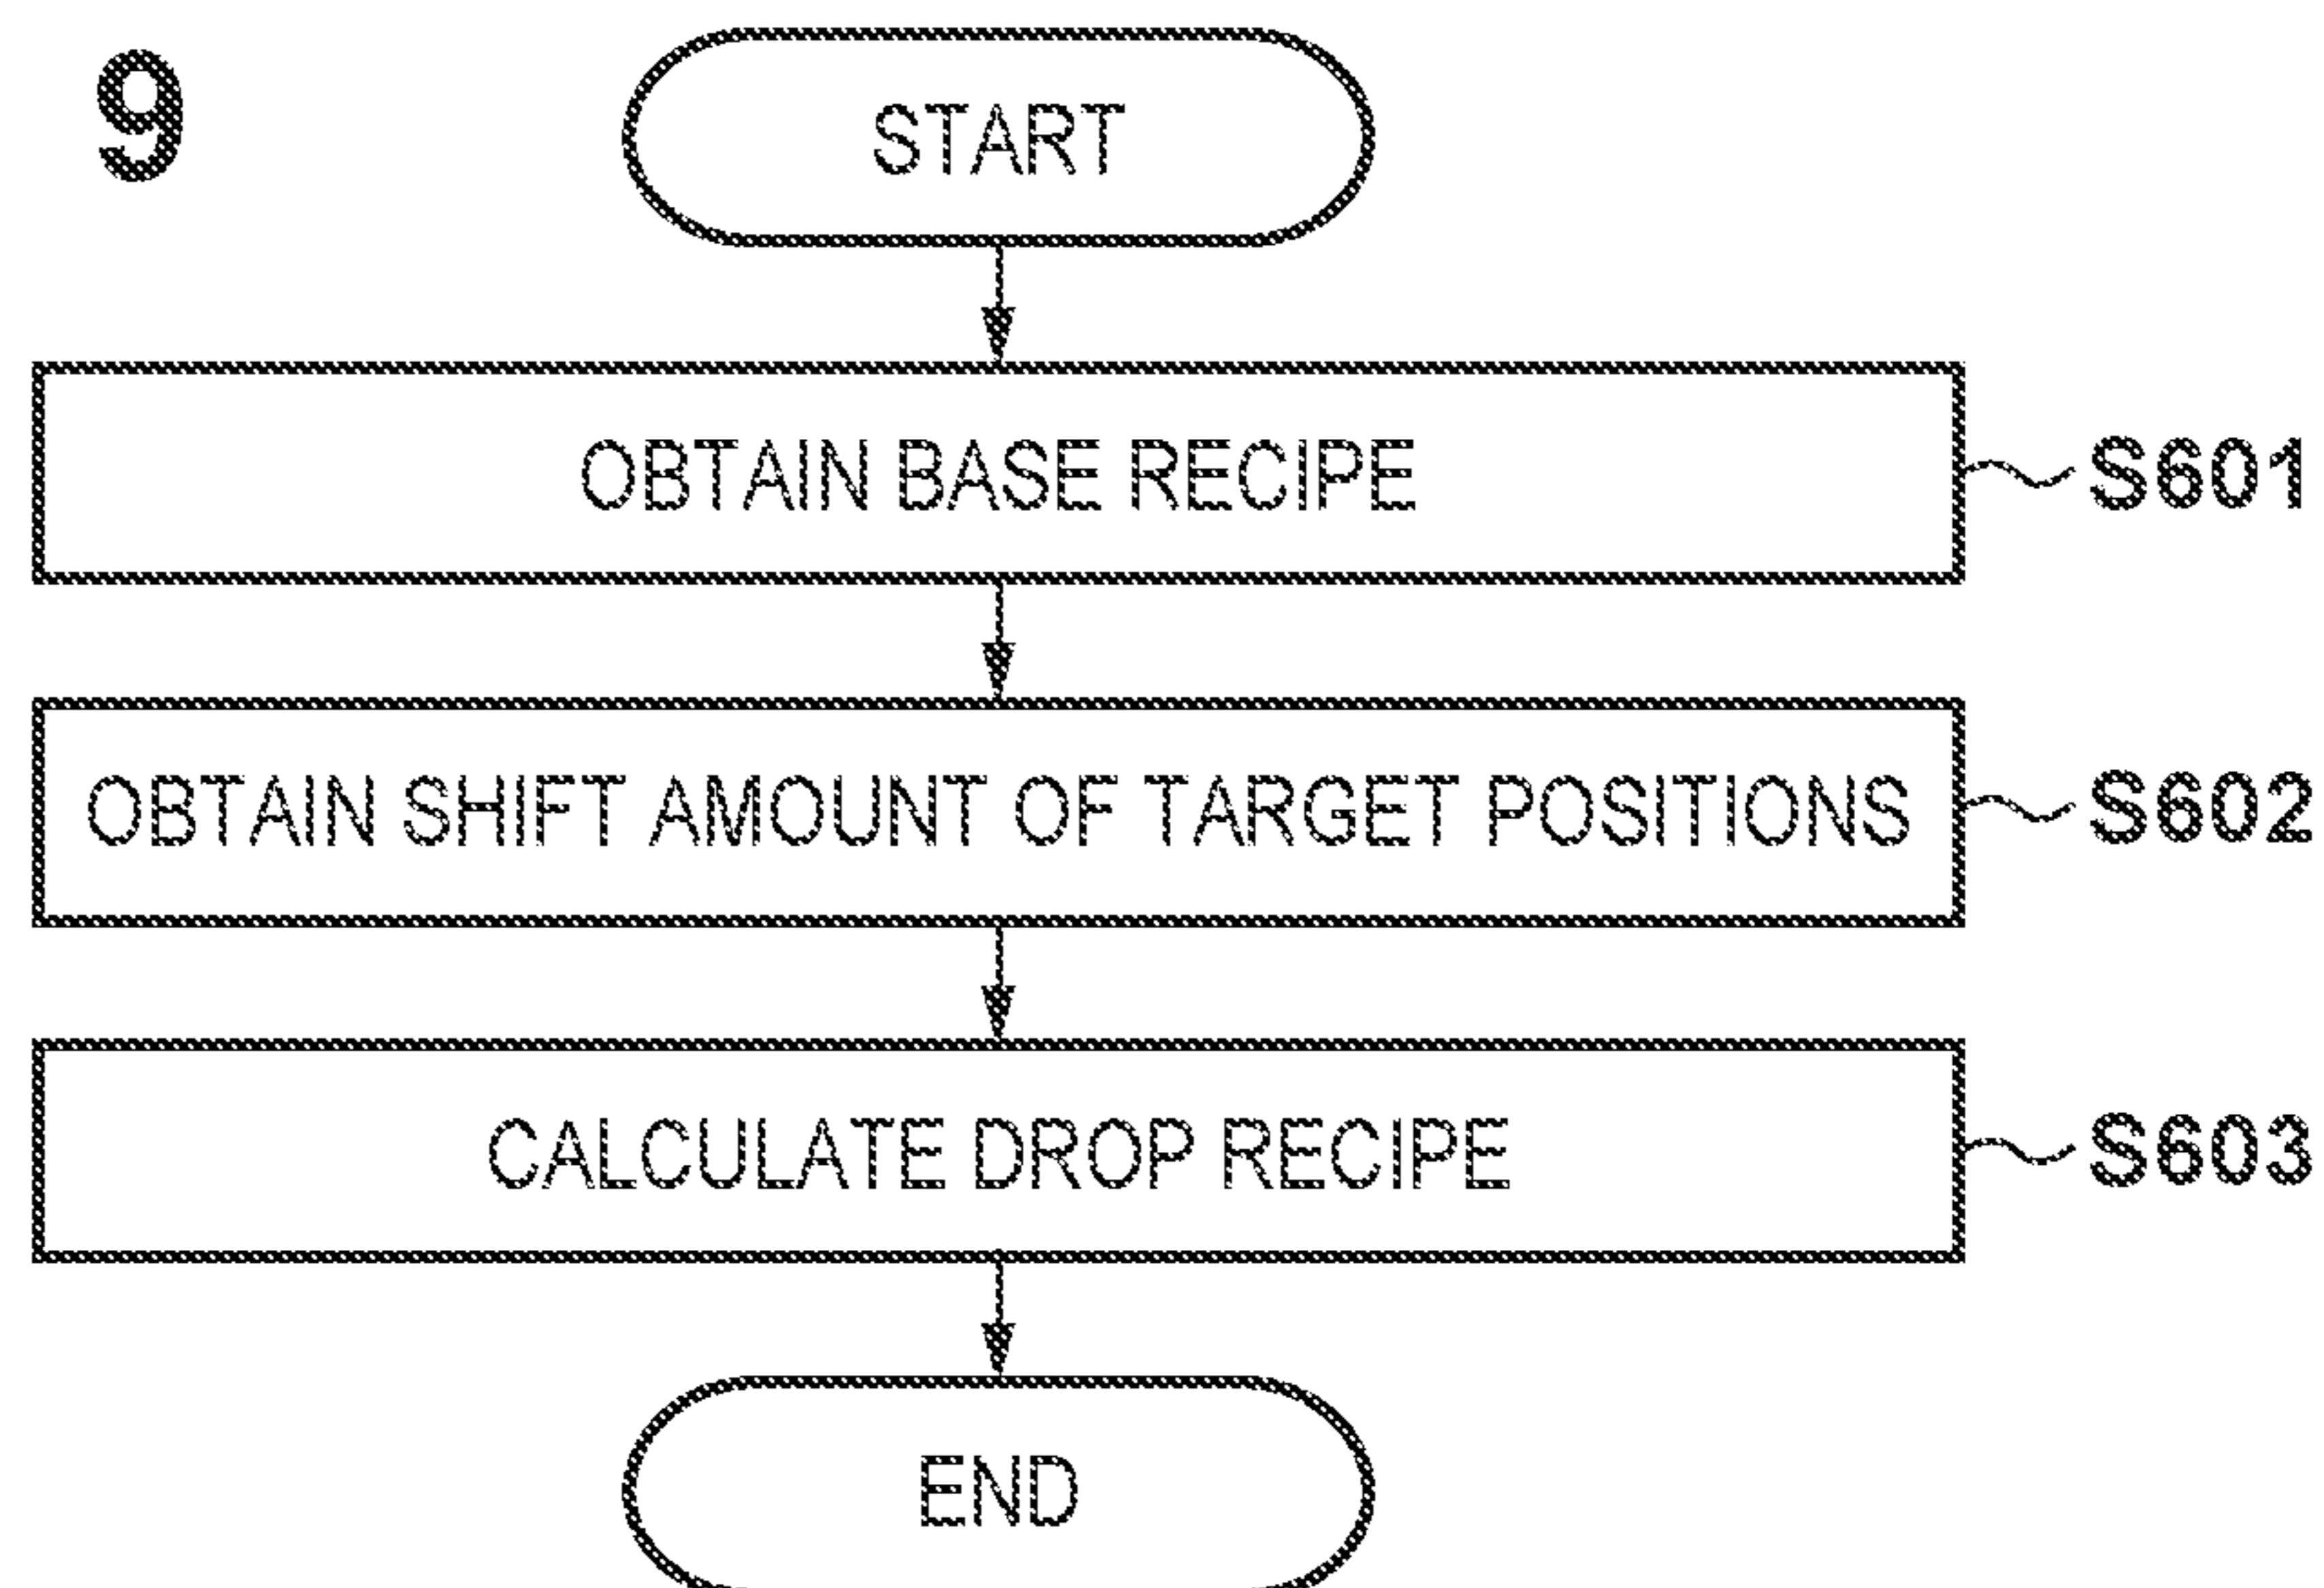 9
START
OBTAIN BASE RECIPE
S601
OBTAIN SHIFT AMOUNT OF TARGET POSITIONS
S602
CALCULATE DROP RECIPE
S603
END